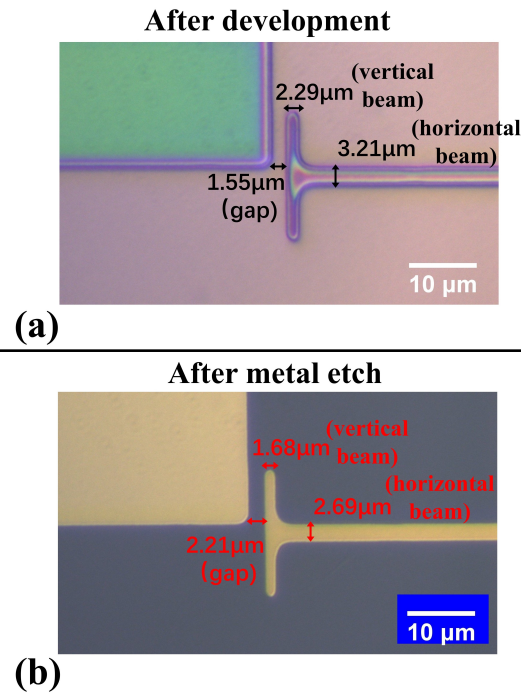 After development
(vertical
2.29μm beam)
(horizontal
3.21μm beam)
1.55μm
(gap)
10 μm
(a)
After metal etch
(vertical
1.68μm beam)
(horizontal
2.69μm beam)
2.21μm
(gap)
10 μm
(b)